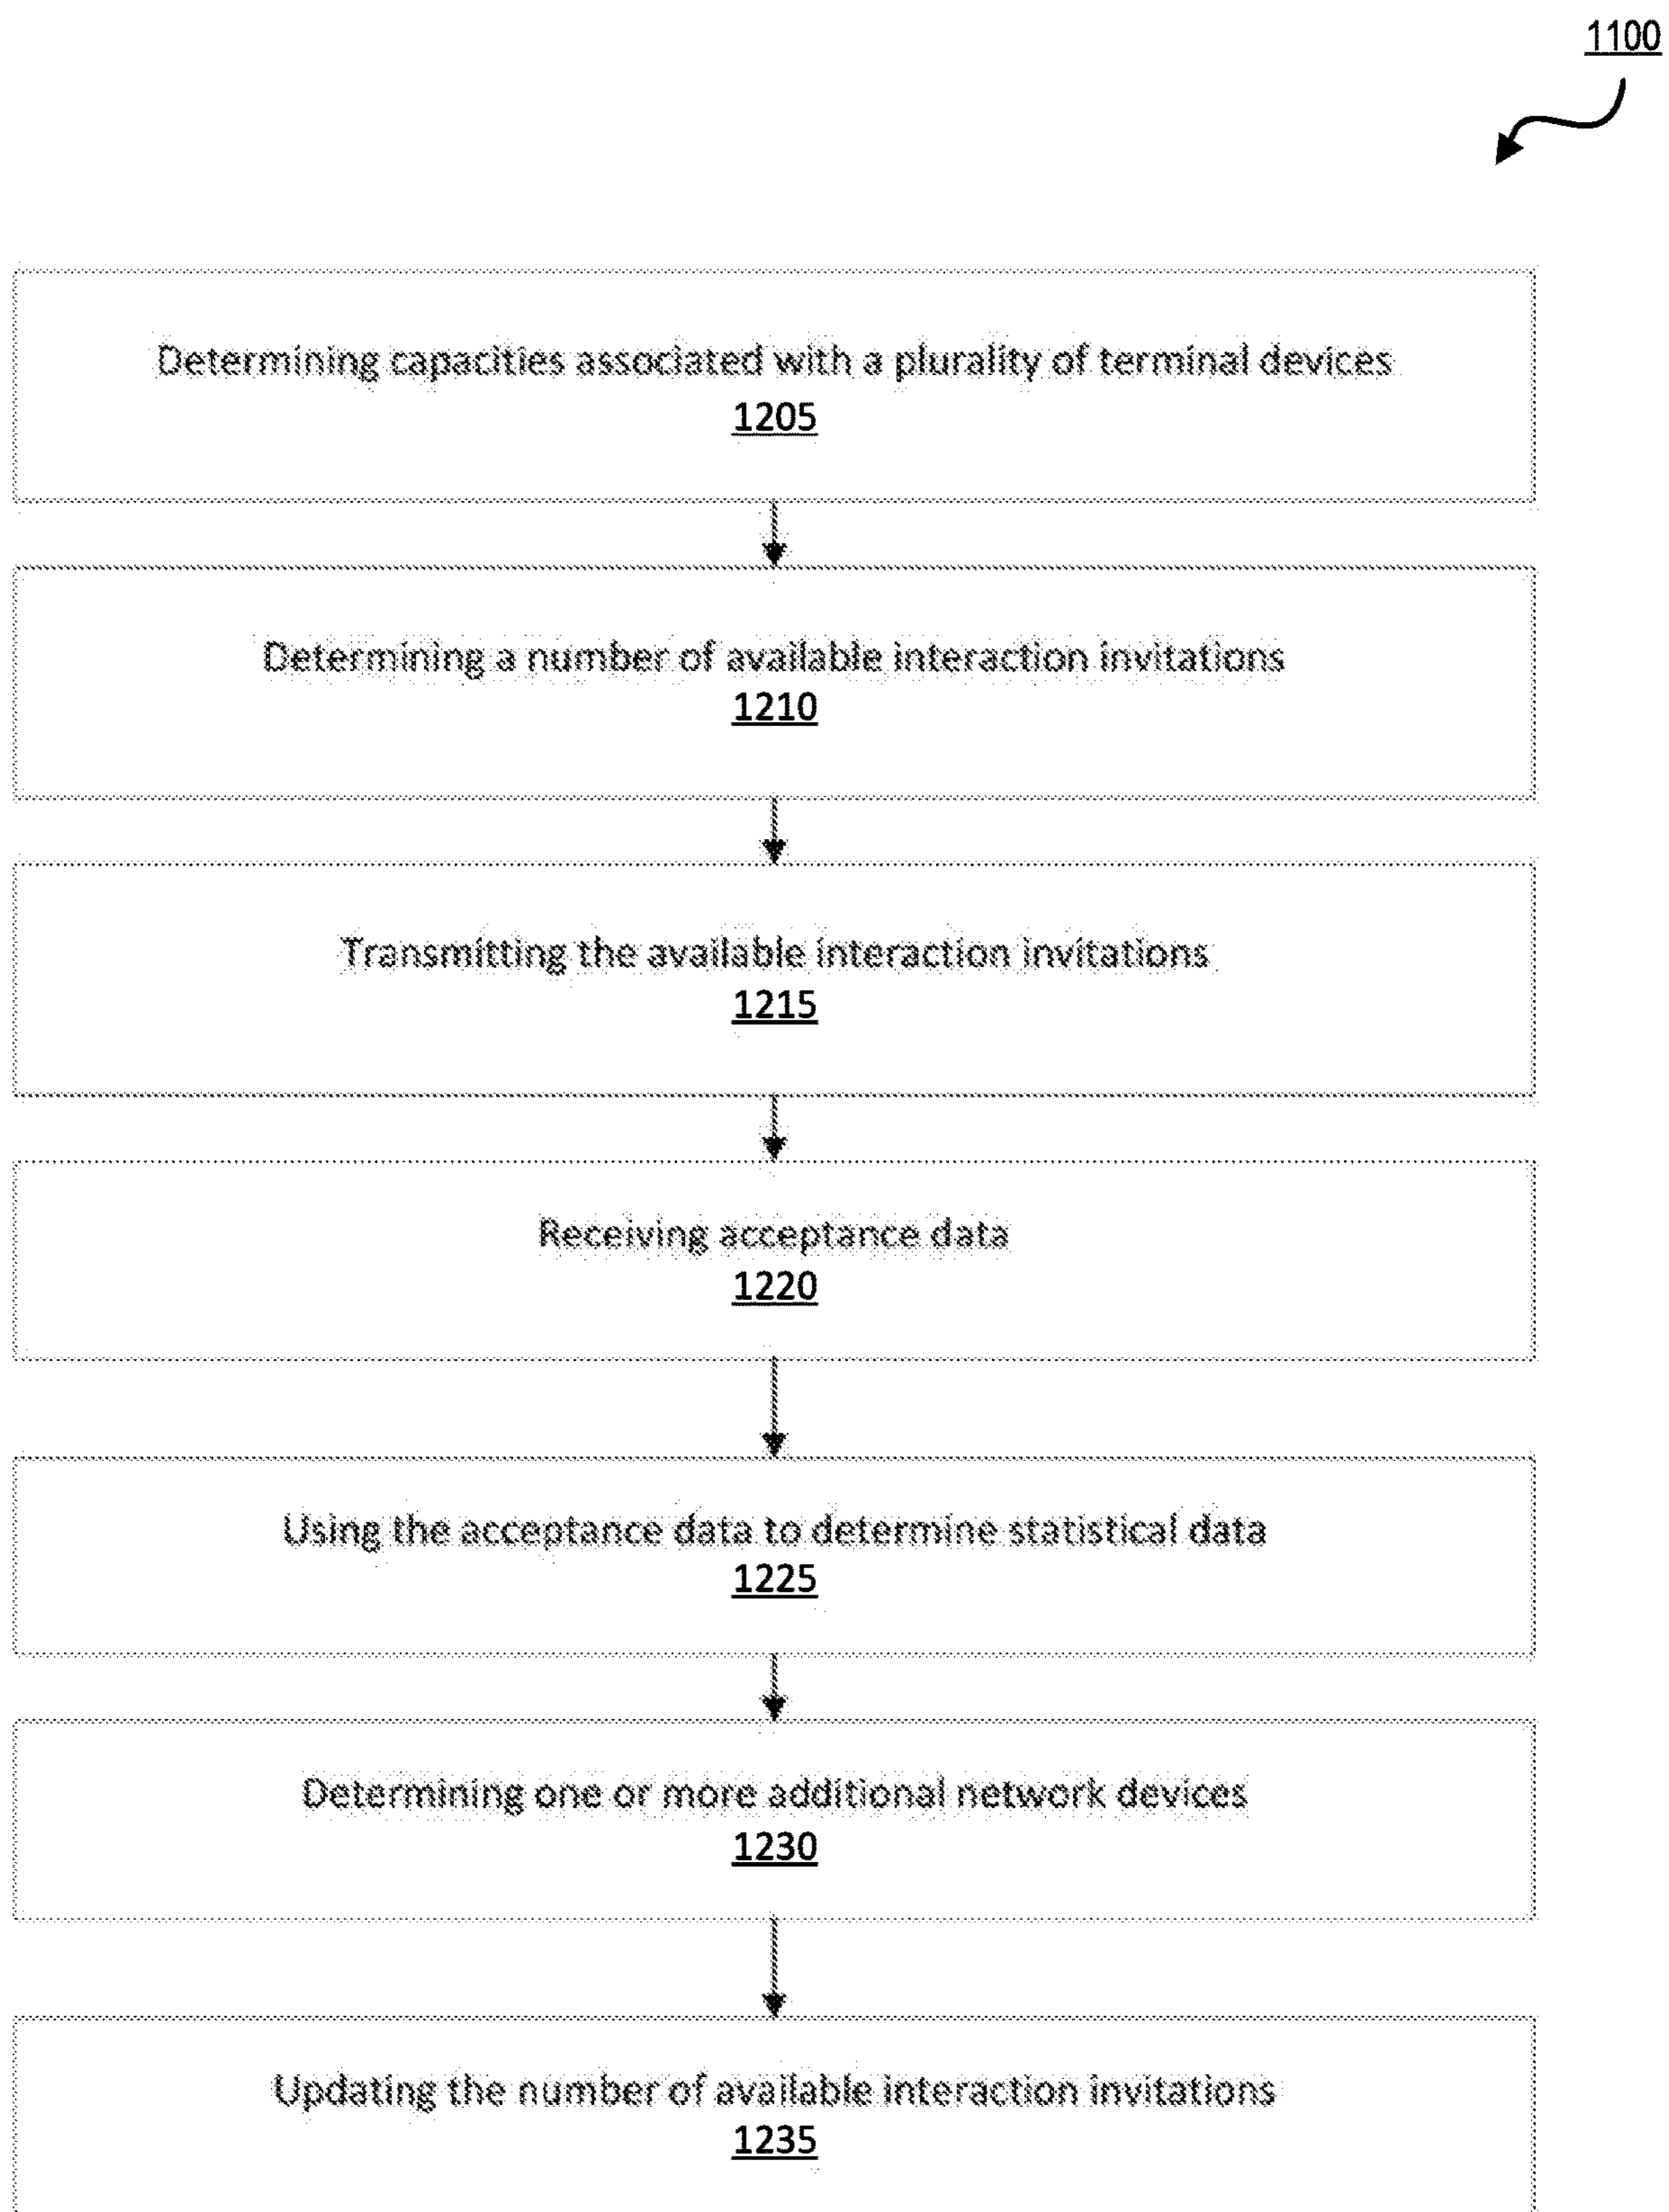 1100
Determining capacities associated with a plurality of terminal devices
1205
Determining a number of available interaction invitations
1210
Transmitting the available interaction invitations
1215
Receiving acceptance data
1220
Using the acceptance data to determine statistical data
1225
Determining one or more additional network devices
1230
Updating the number of available interaction invitations
1235